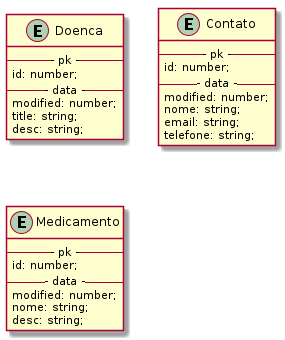 E Doenca
pk
id: number;
data
modified: number;
title: string;
desc: string;
E Contato
pk
id: number;
data
modified: number;
nome: string;
email: string;
telefone: string;
E Medicamento
pk
id: number;
data
modified: number;
nome: string;
desc: string;